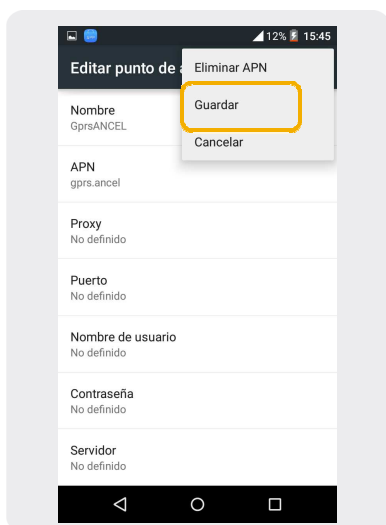 12% 15:45
Editar punto de a
Eliminar APN
Guardar
Cancelar
Nombre
GprsANCEL
APN
gprs.ancel
Proxy
No definido
Puerto
No definido
Nombre de usuario
No definido
Contraseña
No definido
Servidor
No definido